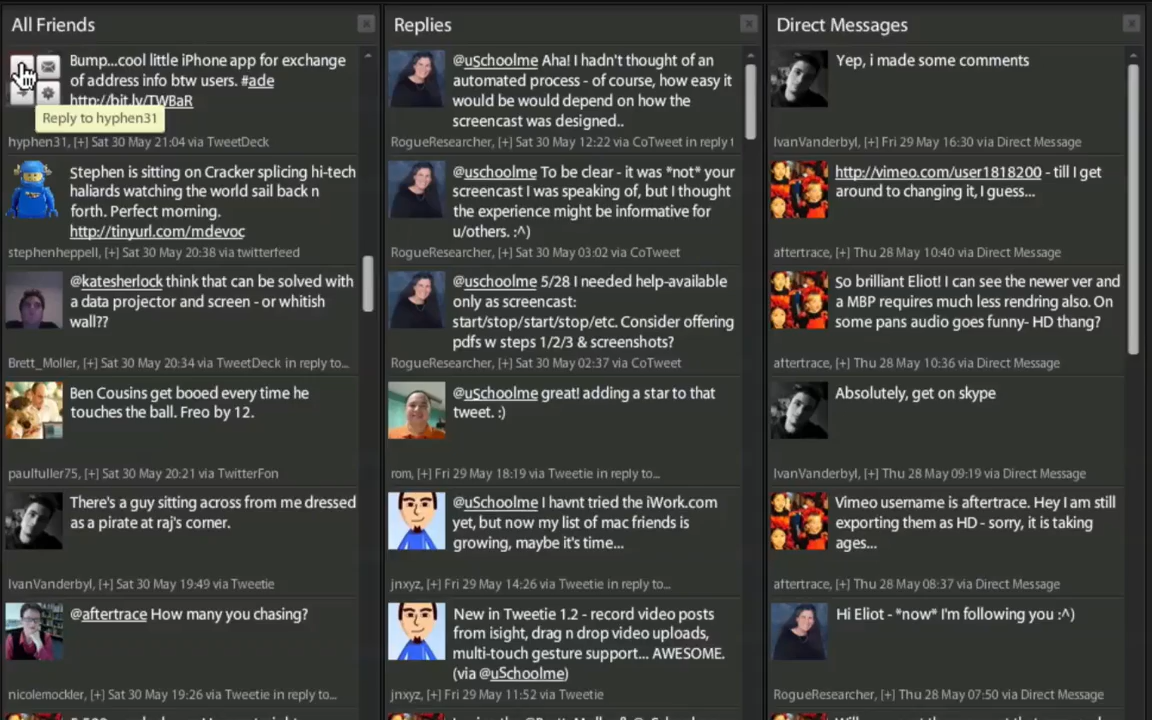 All Friends
Bump...cool little iPhone app for exchange
of address info btw users. #ade
http://bit.ly/TWBaR
Reply to hyphen31
hyphen31, [+] Sat 30 May 21:04 via TweetDeck
Stephen is sitting on Cracker splicing hi-tech
haliards watching the world sail back n
forth. Perfect morning.
http://tinyurl.com/mdevoc
stephenheppell, [+] Sat 30 May 20:38 via twitterfeed
@katesherlock think that can be solved with
a data projector and screen - or whitish
wall??
Brett_Moller, [+] Sat 30 May 20:34 via TweetDeck in reply to...
Ben Cousins get booed every time he
touches the ball. Freo by 12.
paulfuller75, [+] Sat 30 May 20:21 via TwitterFon
There's a guy sitting across from me dressed
as a pirate at raj's corner.
IvanVanderbyl, [+] Sat 30 May 19:49 via Tweetie
@aftertrace How many you chasing?
nicolemockler, [+] Sat 30 May 19:26 via Tweetie in reply to...
Replies
@uSchoolme Aha! I hadn't thought of an
automated process - of course, how easy it
would be would depend on how the
screencast was designed..
RogueResearcher, [+] Sat 30 May 12:22 via CoTweet in reply t
@uschoolme To be clear - it was *not* your
screencast I was speaking of, but I thought
the experience might be informative for
u/others. :^)
RogueResearcher, [+] Sat 30 May 03:02 via CoTweet
@uschoolme 5/28 I needed help-available
only as screencast:
start/stop/start/stop/etc. Consider offering
pdfs w steps 1/2/3 & screenshots?
RogueResearcher, [+] Sat 30 May 02:37 via CoTweet
@uSchoolme great! adding a star to that
tweet. :)
rom, [+] Fri 29 May 18:19 via Tweetie in reply to...
@uSchoolme I havnt tried the iWork.com
yet, but now my list of mac friends is
growing, maybe it's time...
jnxyz, [+] Fri 29 May 14:26 via Tweetie in reply to...
New in Tweetie 1.2 - record video posts
from isight, drag n drop video uploads,
multi-touch gesture support... AWESOME.
(via @uSchoolme)
jnxyz, [+] Fri 29 May 11:52 via Tweetie
Direct Messages
Yep, i made some comments
IvanVanderbyl, [+] Fri 29 May 16:30 via Direct Message
http://vimeo.com/user1818200 - till I get
around to changing it, I guess...
aftertrace, [+] Thu 28 May 10:40 via Direct Message
So brilliant Eliot! I can see the newer ver and
a MBP requires much less rendring also. On
some pans audio goes funny- HD thang?
aftertrace, [+] Thu 28 May 10:36 via Direct Message
Absolutely, get on skype
IvanVanderbyl, [+] Thu 28 May 09:19 via Direct Message
Vimeo username is aftertrace. Hey I am still
exporting them as HD - sorry, it is taking
ages...
aftertrace, [+] Thu 28 May 08:37 via Direct Message
Hi Eliot - *now* I'm following you :^)
RogueResearcher, [+] Thu 28 May 07:50 via Direct Message